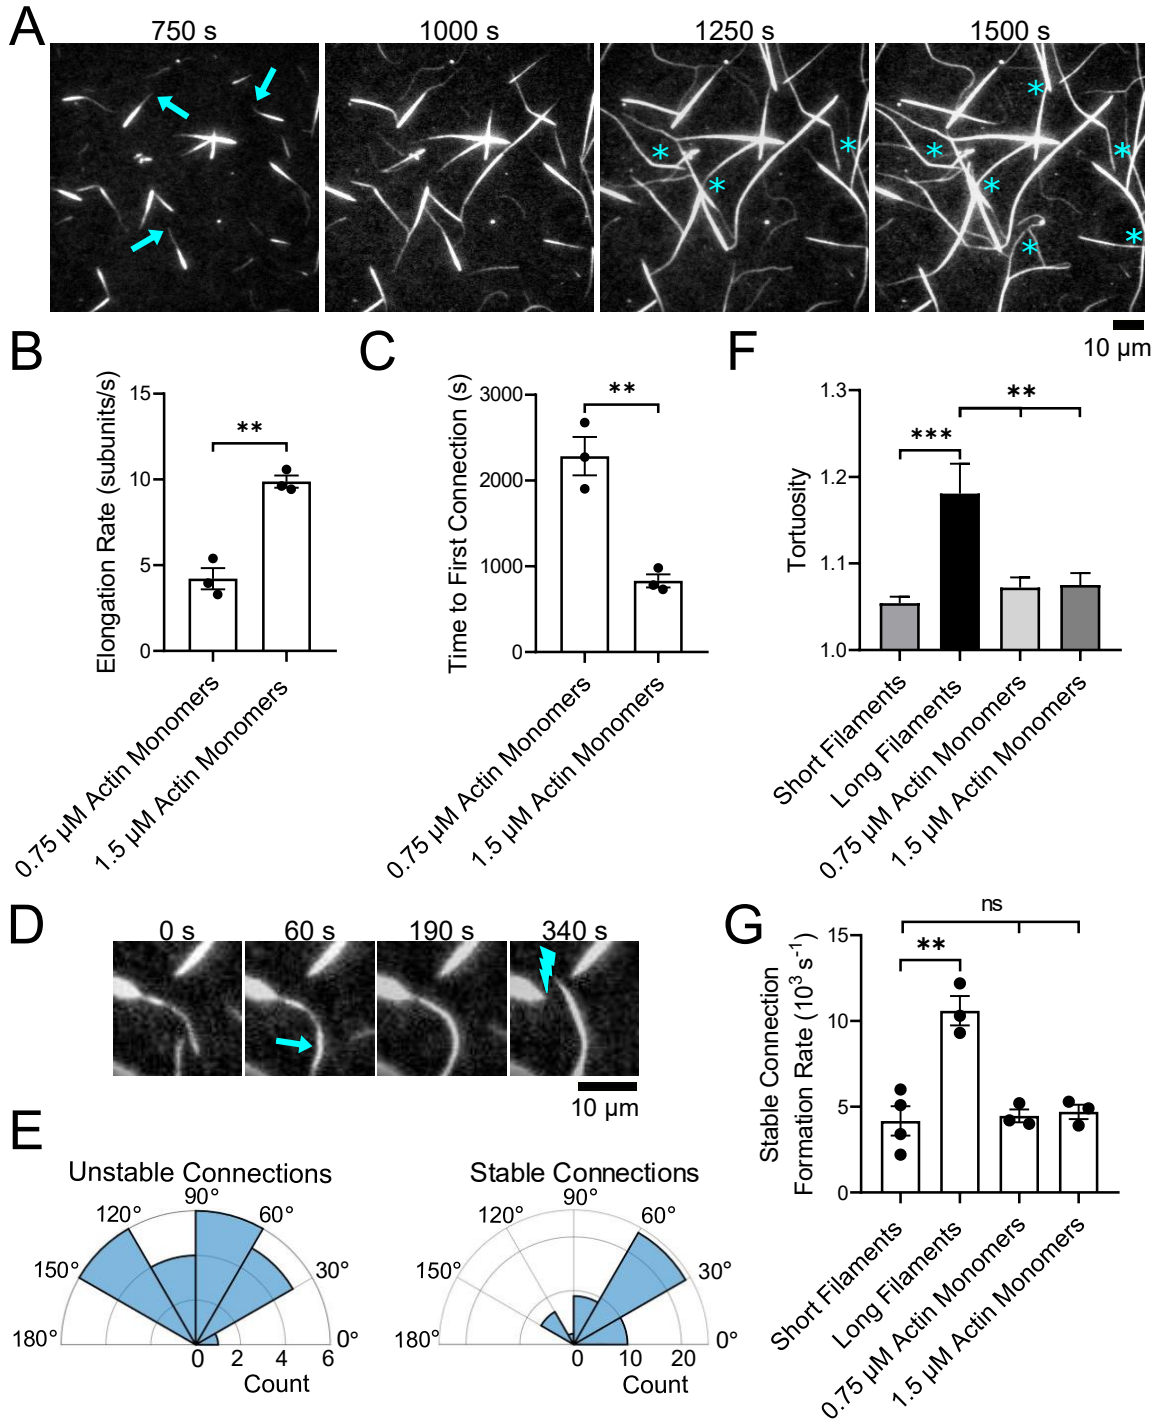 A
750 s
1000 s
1250 s
1500 s
*
*
*
*
*
*
*
*
*
10 µm
B
Elongation Rate (subunits/s)
15
10
5
0
**
0.75 µM Actin Monomers
1.5 µM Actin Monomers
C
Time to First Connection (s)
3000
2000
1000
0
**
0.75 µM Actin Monomers
1.5 µM Actin Monomers
F
Tortuosity
1.3
1.2
1.1
1.0
***
**
Short Filaments
Long Filaments
0.75 µM Actin Monomers
1.5 µM Actin Monomers
D
0 s
60 s
190 s
340 s
10 µm
E
Unstable Connections
90°
120°
60°
150°
30°
180°
0°
0 2 4 6
Count
Stable Connections
90°
120°
60°
150°
30°
180°
0°
0 10 20
Count
G
Stable Connection
Formation Rate (10³ s⁻¹)
15
10
5
0
ns
**
Short Filaments
Long Filaments
0.75 µM Actin Monomers
1.5 µM Actin Monomers